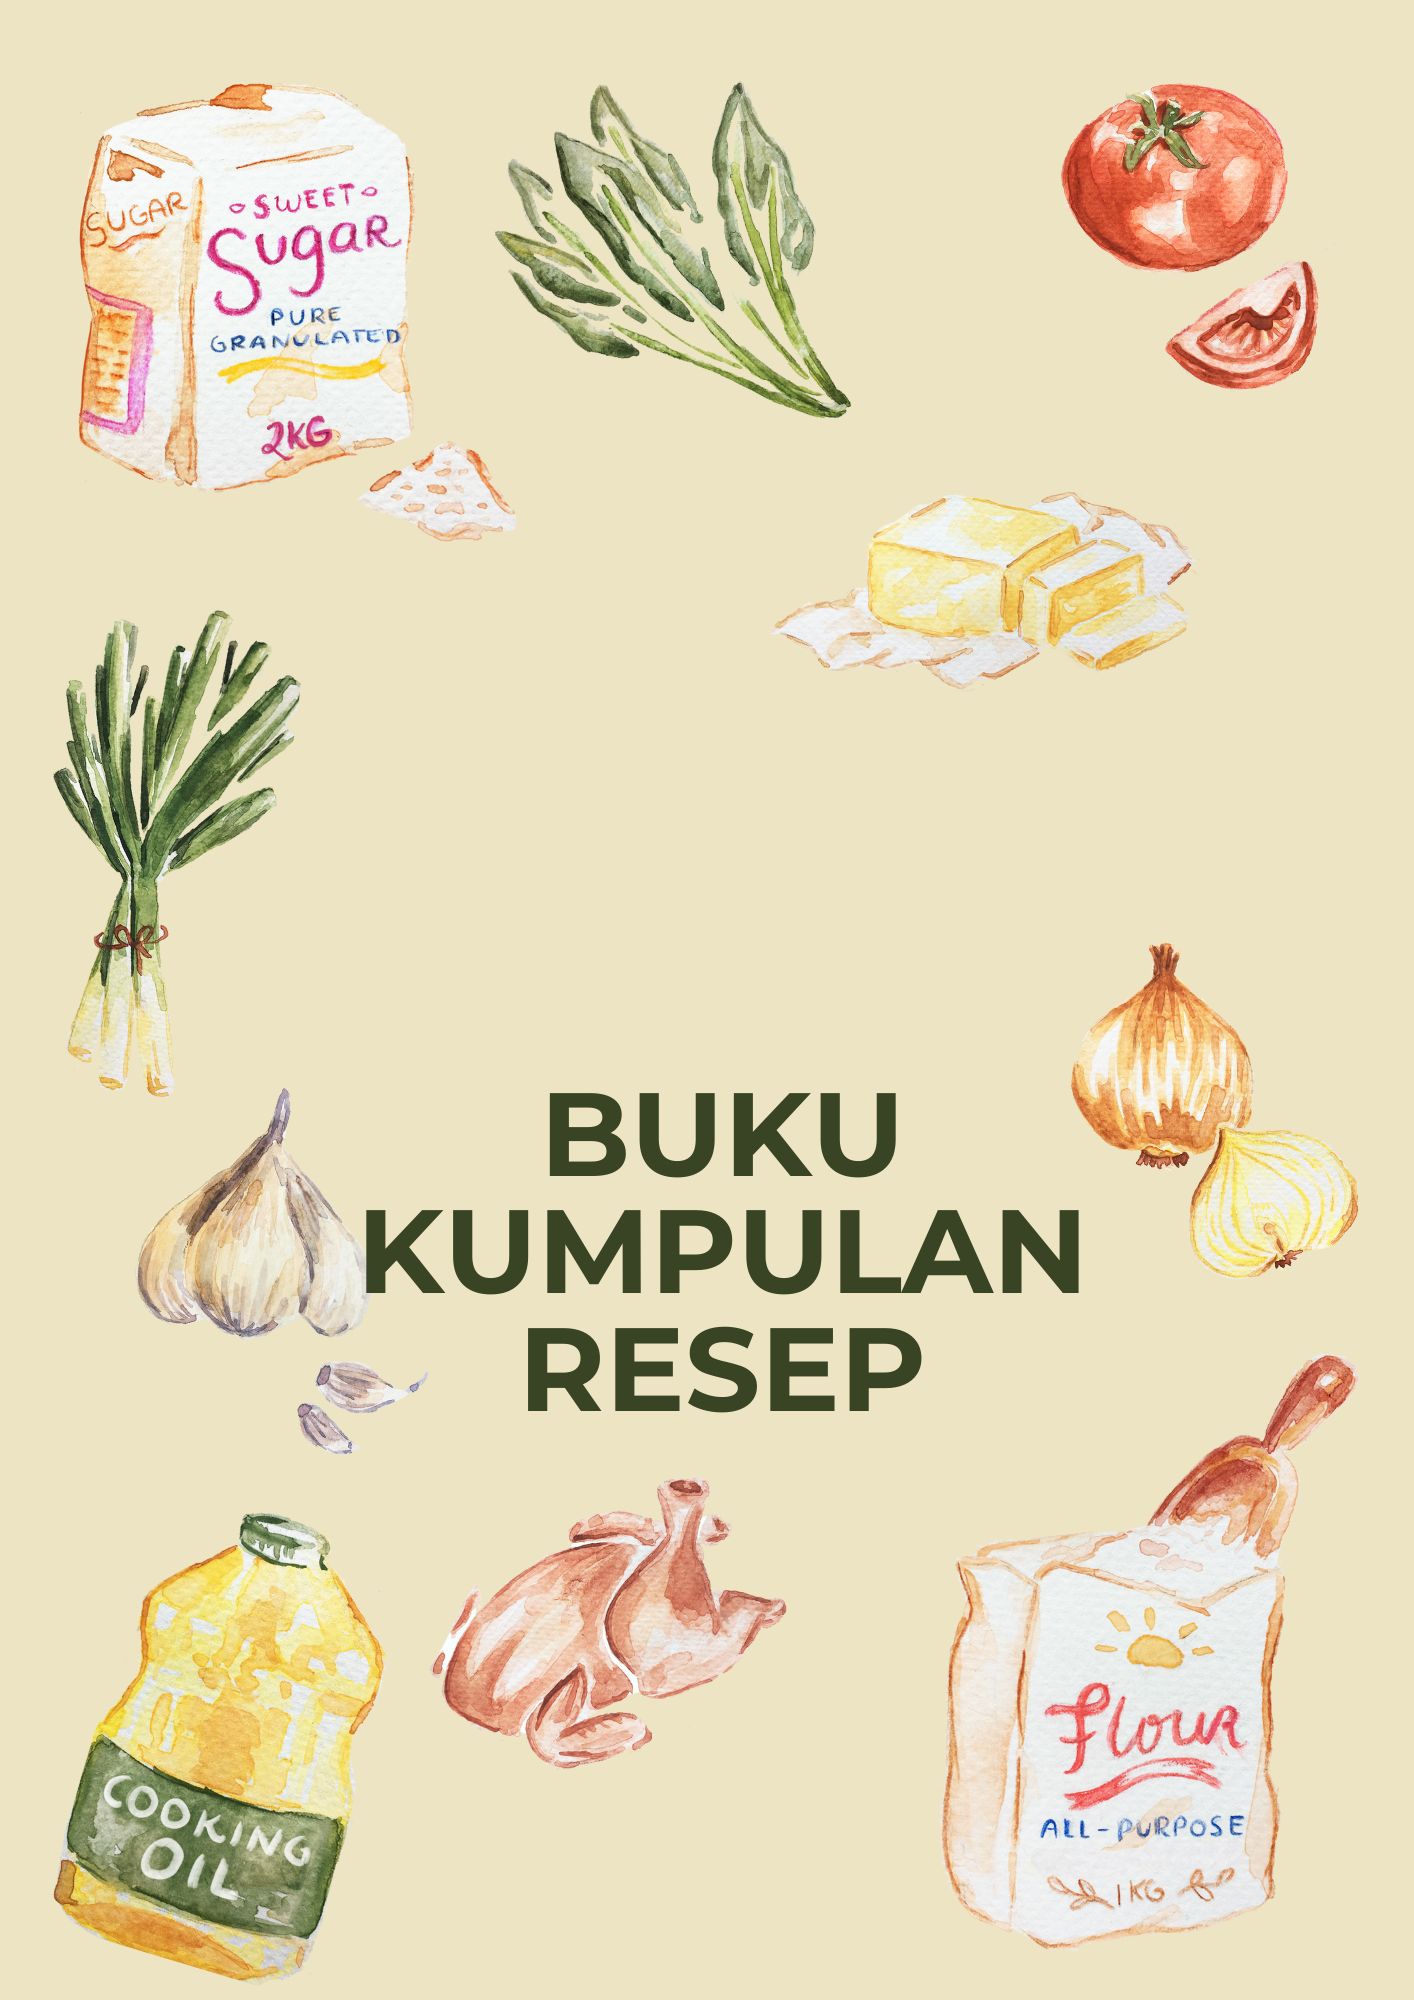 SUGAR
SWEET
Sugar
PURE
GRANULATED
2KG
BUKU
KUMPULAN
RESEP
COOKING
OIL
Flour
ALL-PURPOSE
1KG